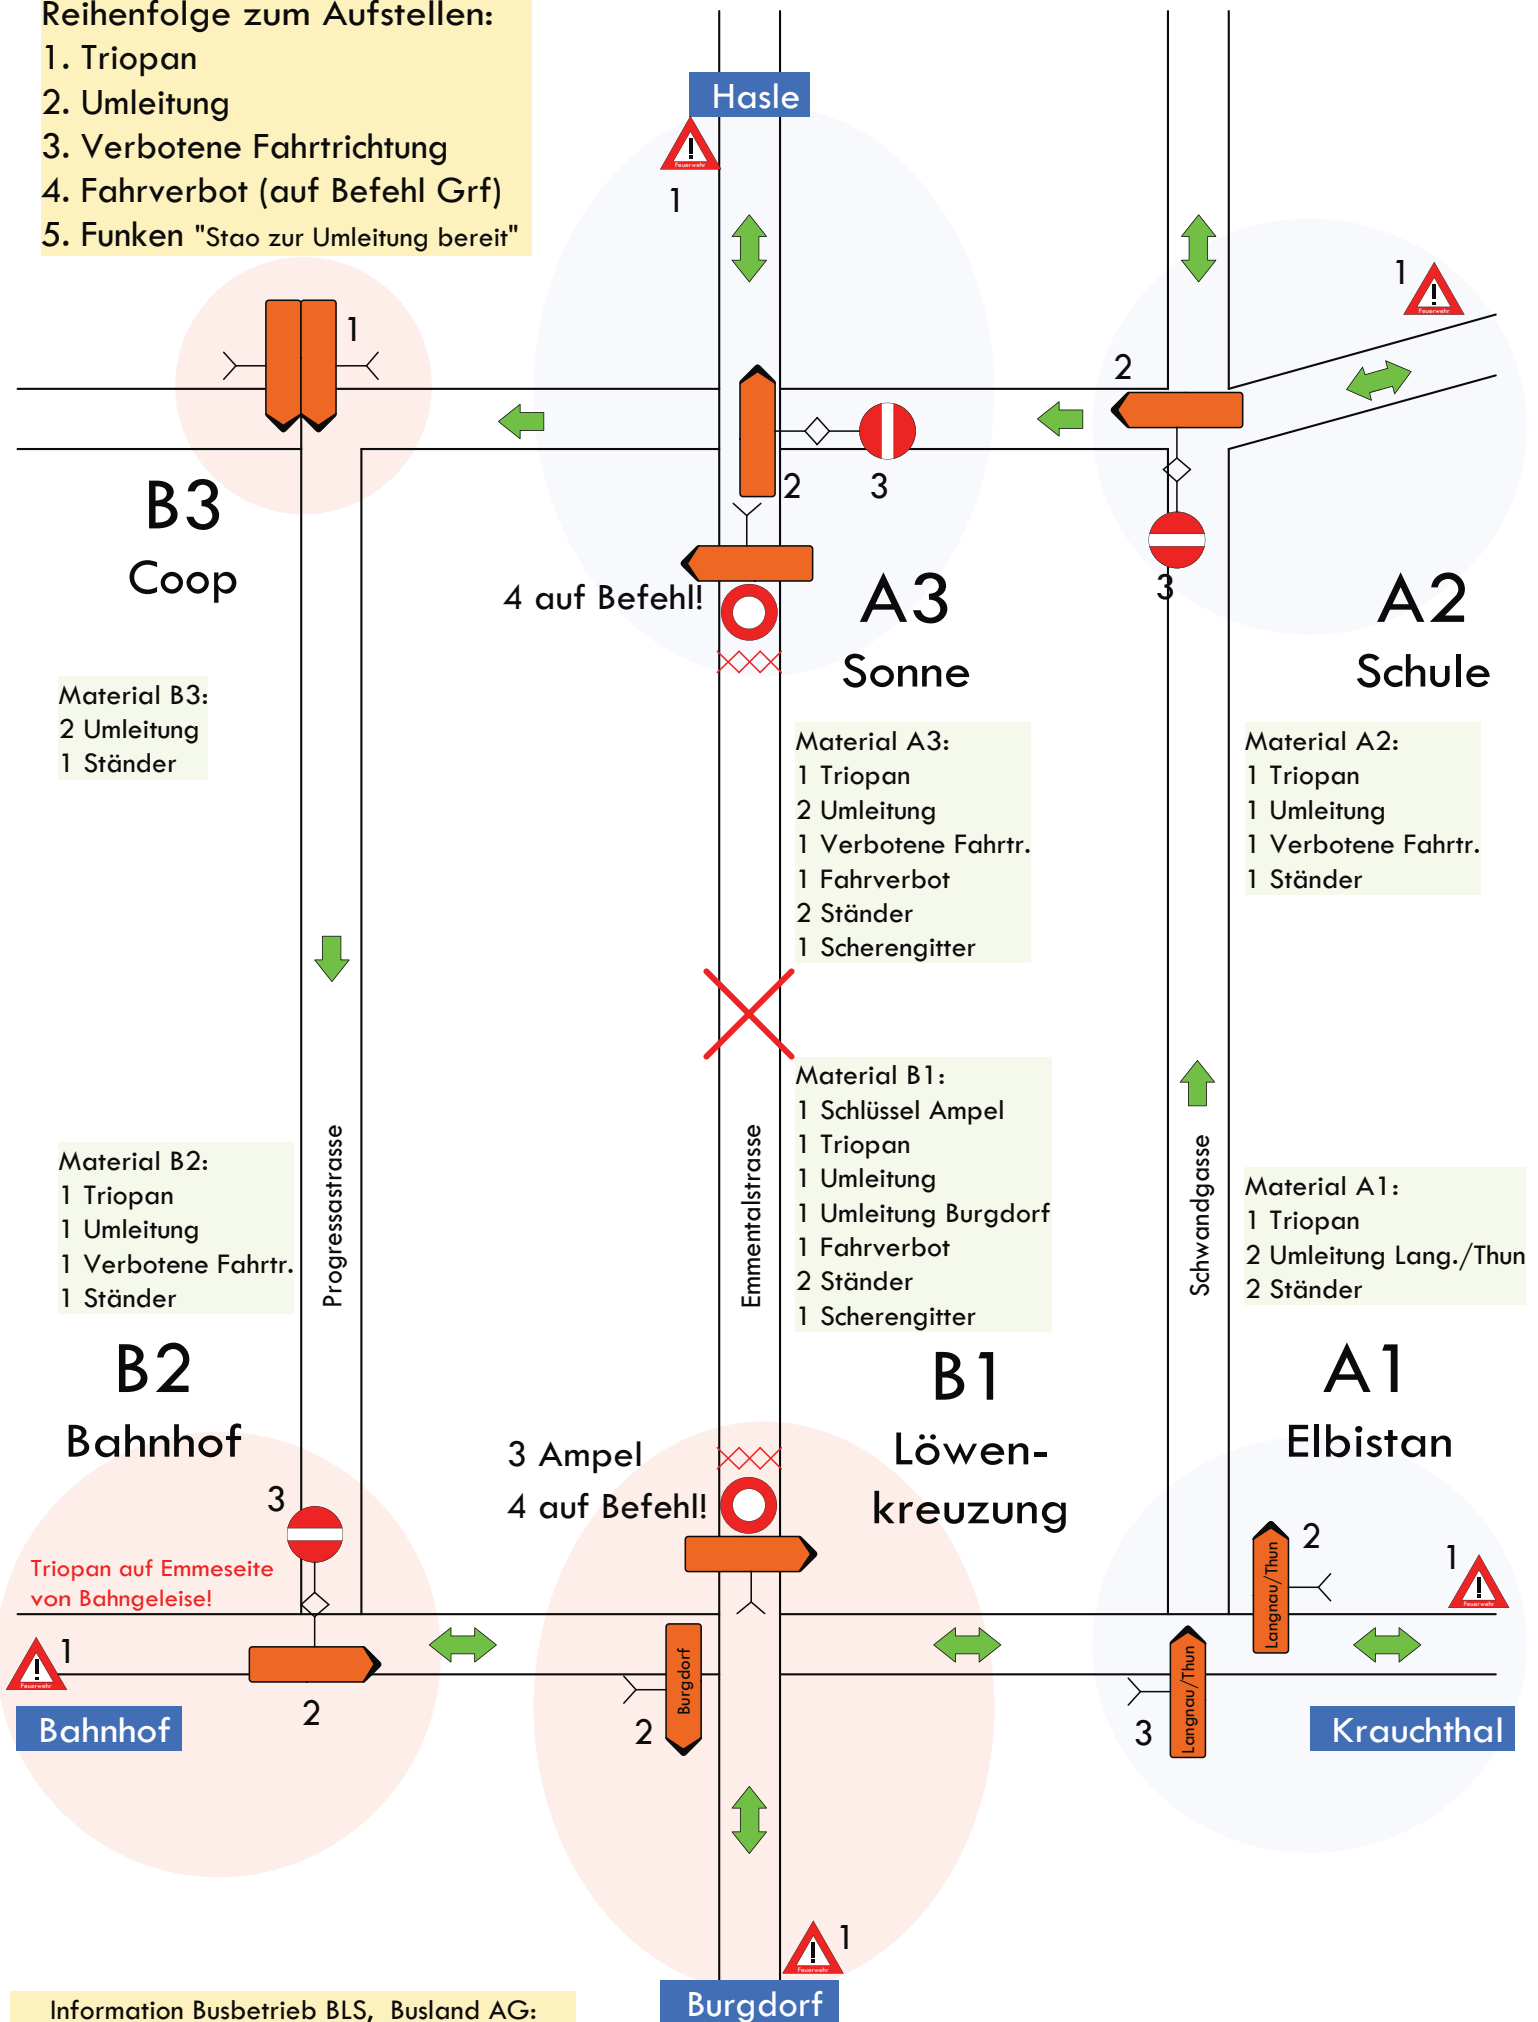 Reihenfolge zum Aufstellen:
1. Triopan
2. Umleitung
3. Verbotene Fahrtrichtung
4. Fahrverbot (auf Befehl Grf)
5. Funken "Stao zur Umleitung bereit"
Hasle
Feuerwehr
1
1
Feuerwehr
1
2
2
3
3
B3
Coop
4 auf Befehl!
A3
Sonne
A2
Schule
Material B3:
2 Umleitung
1 Ständer
Material A3:
1 Triopan
2 Umleitung
1 Verbotene Fahrtr.
1 Fahrverbot
2 Ständer
1 Scherengitter
Material A2:
1 Triopan
1 Umleitung
1 Verbotene Fahrtr.
1 Ständer
Material B1:
1 Schlüssel Ampel
1 Triopan
1 Umleitung
1 Umleitung Burgdorf
1 Fahrverbot
2 Ständer
1 Scherengitter
Material B2:
1 Triopan
1 Umleitung
1 Verbotene Fahrtr.
1 Ständer
Progressastrasse
Emmentalstrasse
Schwandgasse
Material A1:
1 Triopan
2 Umleitung Lang./Thun
2 Ständer
B2
Bahnhof
B1
Löwen-
kreuzung
A1
Elbistan
3 Ampel
4 auf Befehl!
3
Triopan auf Emmeseite
von Bahngeleise!
1
Feuerwehr
2
Bahnhof
Burgdorf
2
Langnau/Thun
2
Langnau/Thun
3
1
Feuerwehr
Krauchthal
1
Feuerwehr
Burgdorf
Information Busbetrieb BLS, Busland AG: